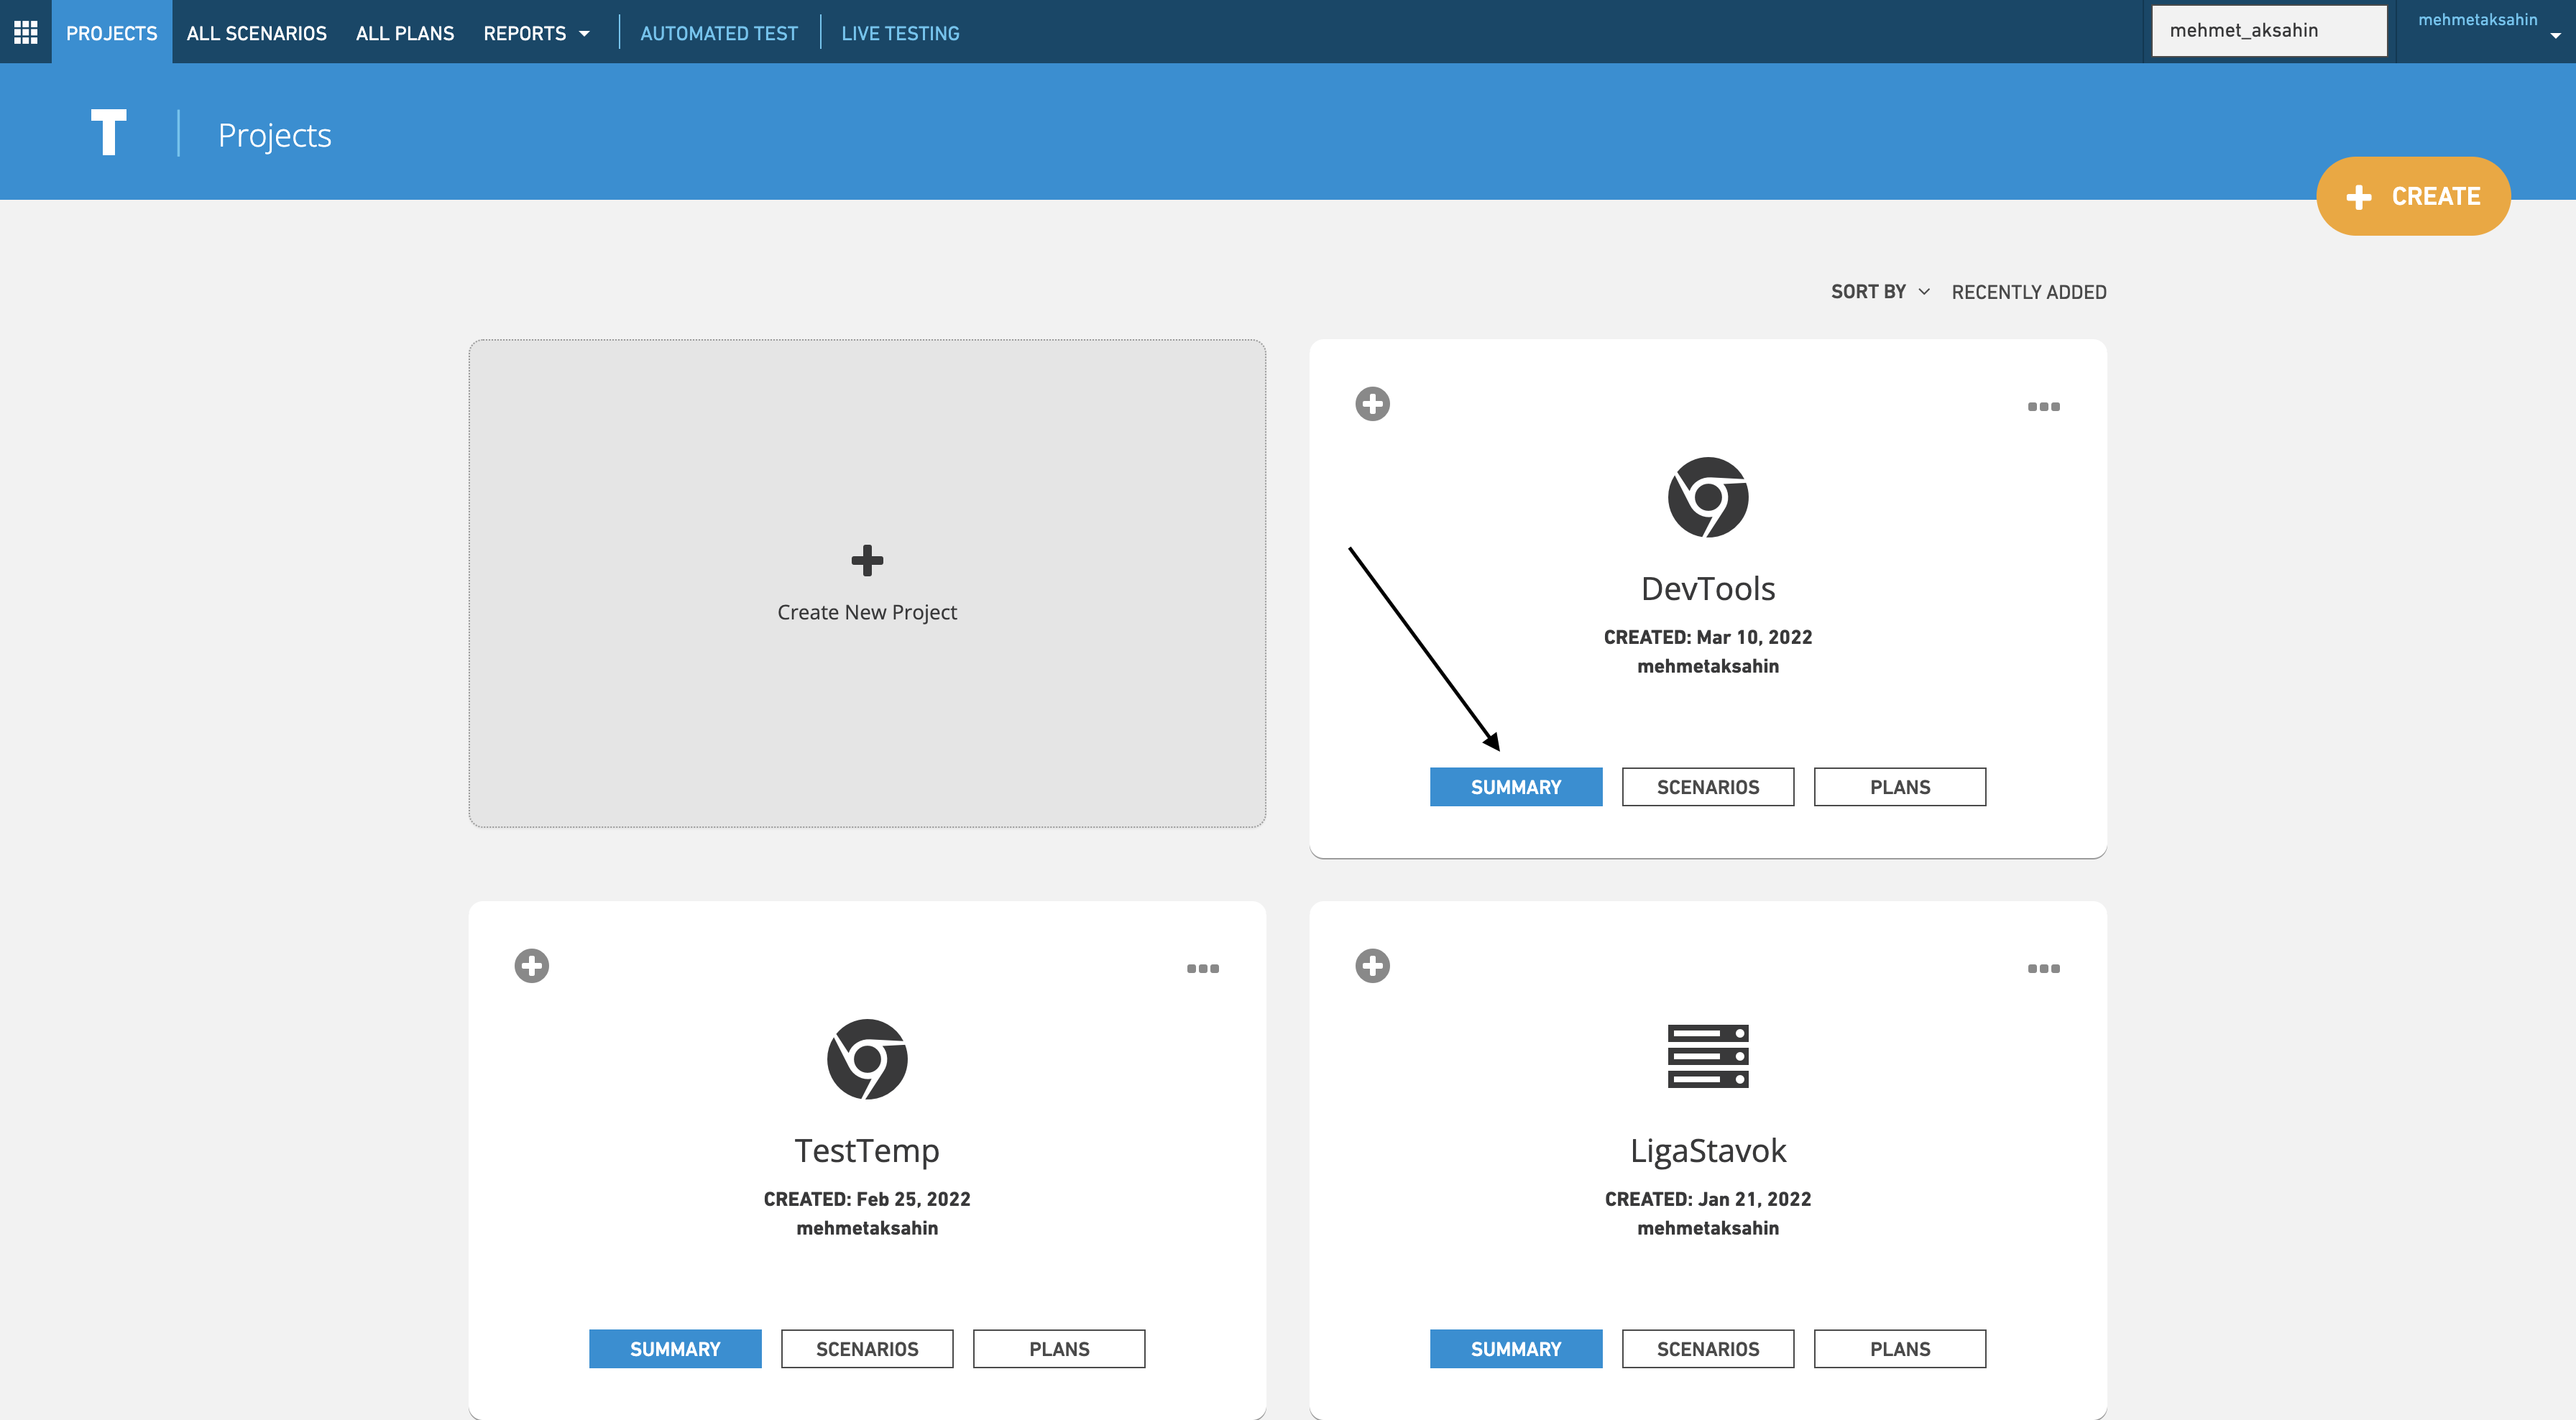 PROJECTS ALL SCENARIOS ALL PLANS REPORTS AUTOMATED TEST LIVE TESTING mehmet_aksahin mehmetaksahin
T Projects
CREATE
SORT BY RECENTLY ADDED
Create New Project
DevTools
CREATED: Mar 10, 2022
mehmetaksahin
SUMMARY SCENARIOS PLANS
TestTemp
CREATED: Feb 25, 2022
mehmetaksahin
SUMMARY SCENARIOS PLANS
LigaStavok
CREATED: Jan 21, 2022
mehmetaksahin
SUMMARY SCENARIOS PLANS